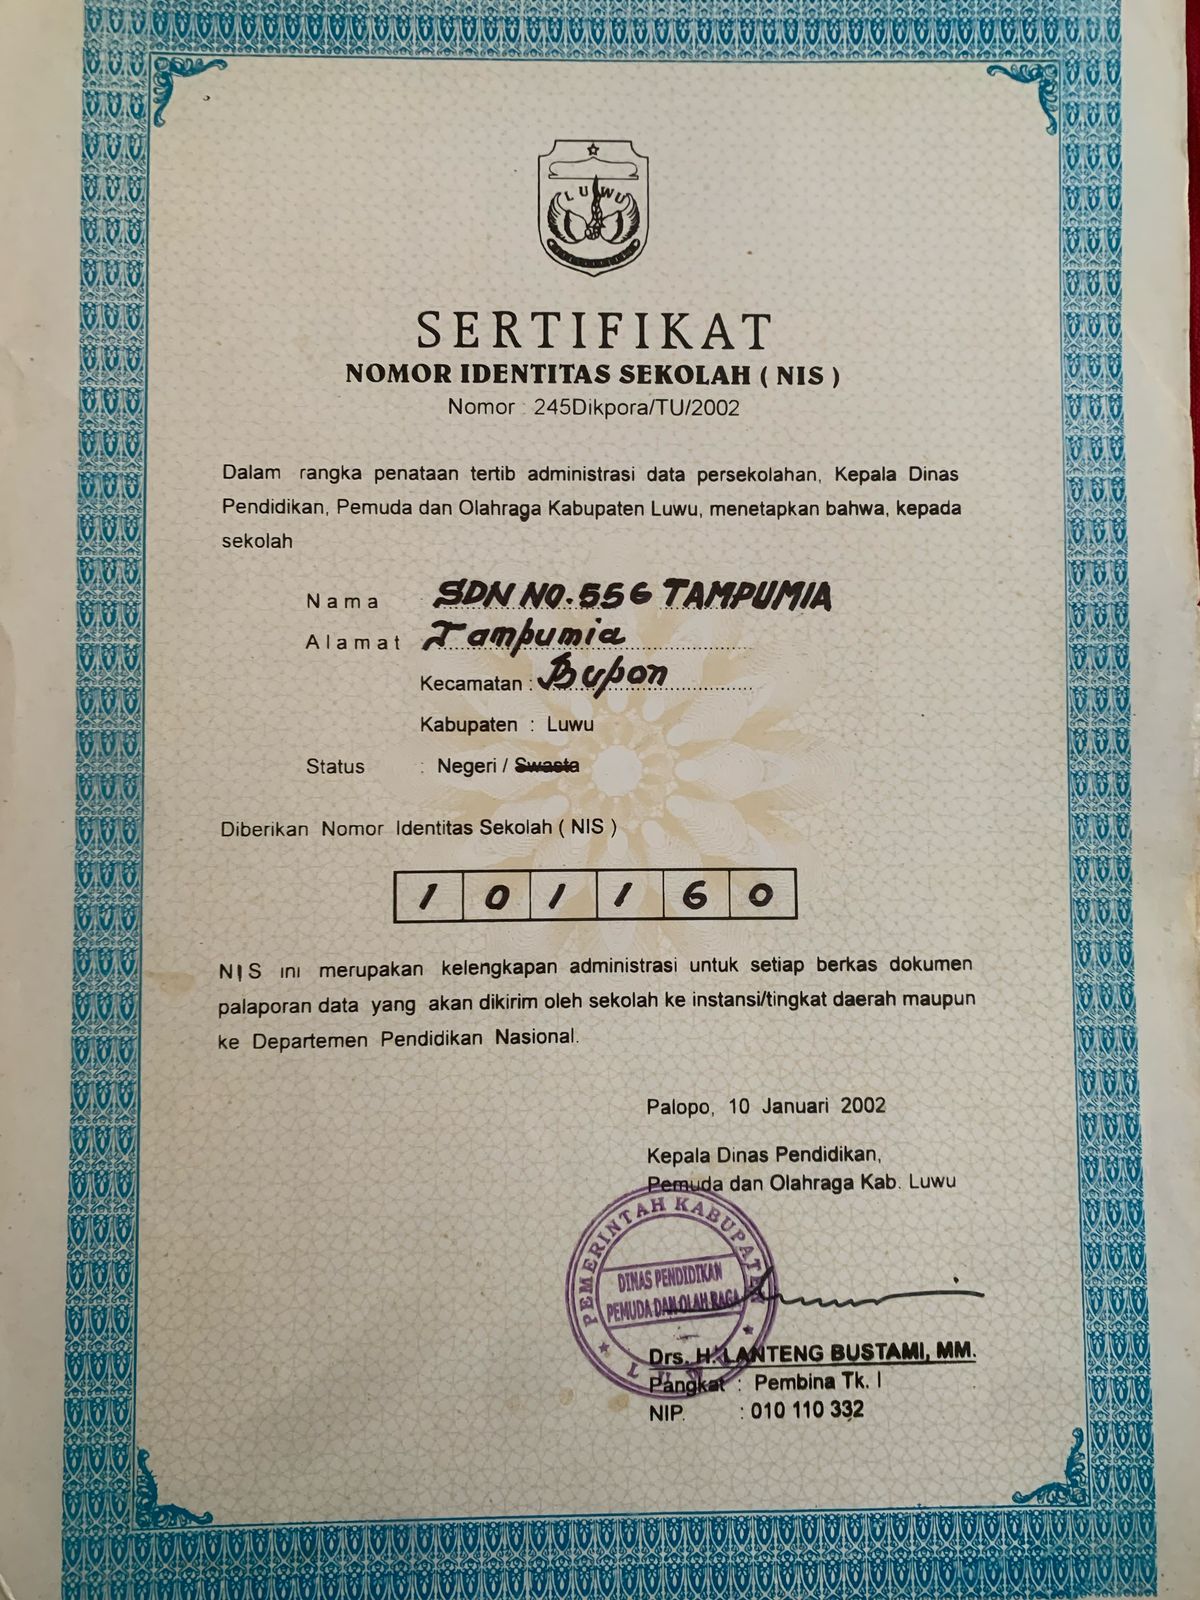 LUWU
SERTIFIKAT
NOMOR IDENTITAS SEKOLAH ( NIS )
Nomor : 245Dikpora/TU/2002
Dalam rangka penataan tertib administrasi data persekolahan, Kepala Dinas
Pendidikan, Pemuda dan Olahraga Kabupaten Luwu, menetapkan bahwa, kepada
sekolah
Nama SDN NO. 556 TAMPUMIA
Alamat Tampumia
Kecamatan : Bupon
Kabupaten : Luwu
Status : Negeri / Swasta
Diberikan Nomor Identitas Sekolah ( NIS )
1 0 1 1 6 0
NIS ini merupakan kelengkapan administrasi untuk setiap berkas dokumen
palaporan data yang akan dikirim oleh sekolah ke instansi/tingkat daerah maupun
ke Departemen Pendidikan Nasional.
Palopo, 10 Januari 2002
Kepala Dinas Pendidikan,
Pemuda dan Olahraga Kab. Luwu
PEMERINTAH KABUPATEN
DINAS PENDIDIKAN
PEMUDA DAN OLAH RAGA
LUWU
Drs. H. LANTENG BUSTAMI, MM.
Pangkat : Pembina Tk. I
NIP. : 010 110 332